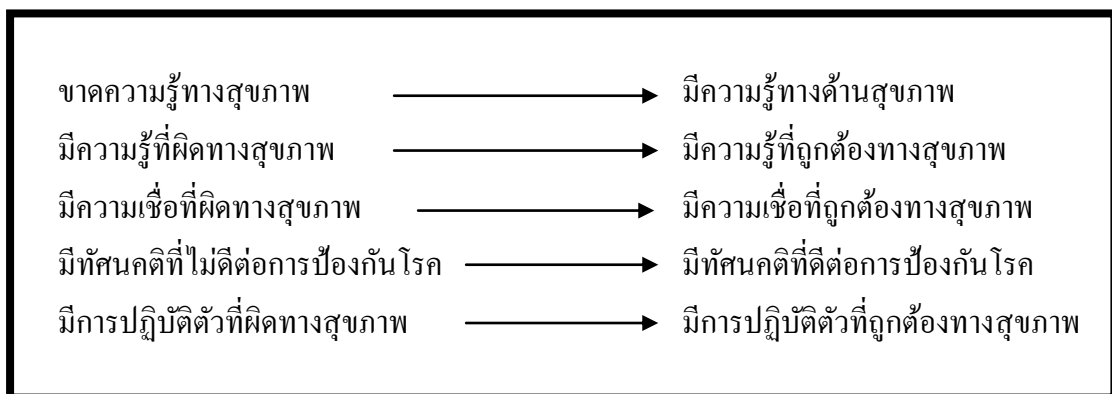 ขาดความรู้ทางสุขภาพ มีความรู้ทางด้านสุขภาพ
มีความรู้ที่ผิดทางสุขภาพ มีความรู้ที่ถูกต้องทางสุขภาพ
มีความเชื่อที่ผิดทางสุขภาพ มีความเชื่อที่ถูกต้องทางสุขภาพ
มีทัศนคติที่ไม่ดีต่อการป้องกันโรค มีทัศนคติที่ดีต่อการป้องกันโรค
มีการปฏิบัติตัวที่ผิดทางสุขภาพ มีการปฏิบัติตัวที่ถูกต้องทางสุขภาพ